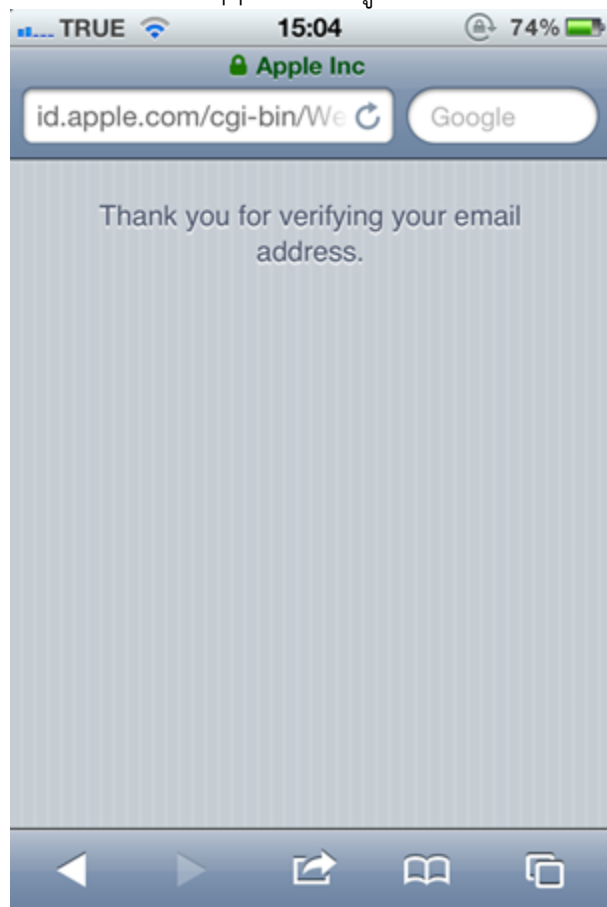 TRUE 15:04 74%
Apple Inc
id.apple.com/cgi-bin/We Google
Thank you for verifying your email
address.